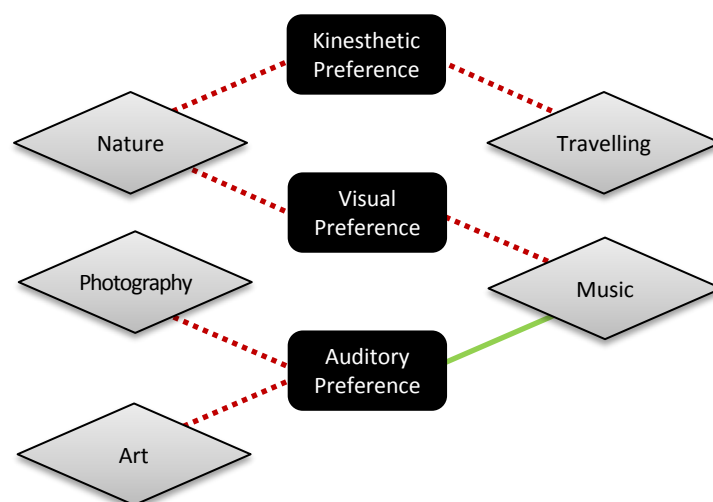 Kinesthetic
Preference
Nature
Travelling
Visual
Preference
Photography
Music
Auditory
Preference
Art